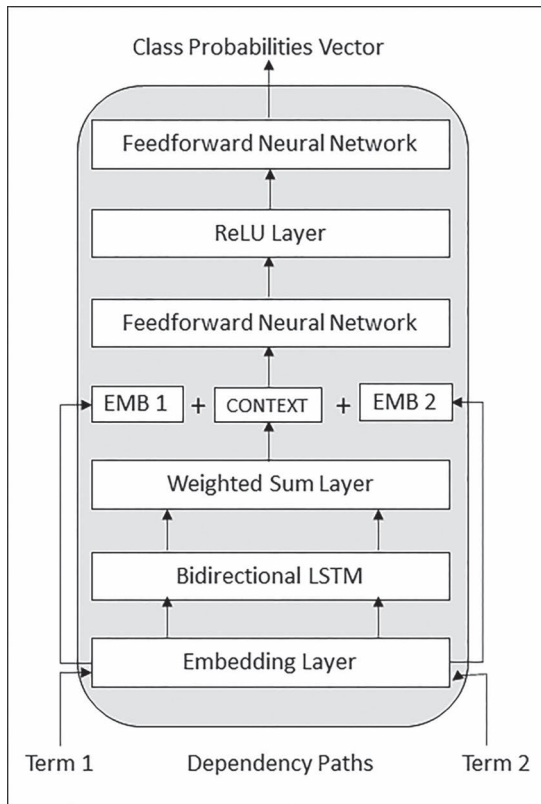 Class Probabilities Vector
Feedforward Neural Network
ReLU Layer
Feedforward Neural Network
EMB 1 + CONTEXT + EMB 2
Weighted Sum Layer
Bidirectional LSTM
Embedding Layer
Term 1 Dependency Paths Term 2